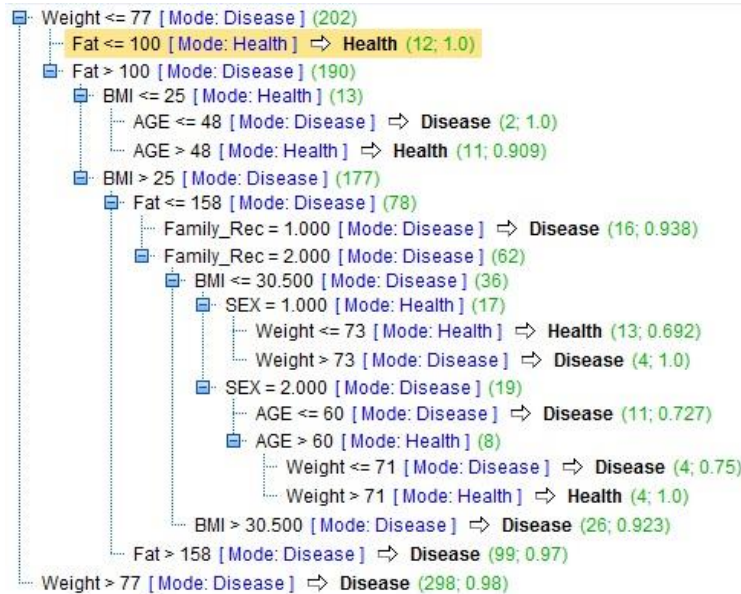 Weight <= 77 [ Mode: Disease ] (202)
Fat <= 100 [ Mode: Health ] ⇨ Health (12; 1.0)
Fat > 100 [ Mode: Disease ] (190)
BMI <= 25 [ Mode: Health ] (13)
AGE <= 48 [ Mode: Disease ] ⇨ Disease (2; 1.0)
AGE > 48 [ Mode: Health ] ⇨ Health (11; 0.909)
BMI > 25 [ Mode: Disease ] (177)
Fat <= 158 [ Mode: Disease ] (78)
Family_Rec = 1.000 [ Mode: Disease ] ⇨ Disease (16; 0.938)
Family_Rec = 2.000 [ Mode: Disease ] (62)
BMI <= 30.500 [ Mode: Disease ] (36)
SEX = 1.000 [ Mode: Health ] (17)
Weight <= 73 [ Mode: Health ] ⇨ Health (13; 0.692)
Weight > 73 [ Mode: Disease ] ⇨ Disease (4; 1.0)
SEX = 2.000 [ Mode: Disease ] (19)
AGE <= 60 [ Mode: Disease ] ⇨ Disease (11; 0.727)
AGE > 60 [ Mode: Health ] (8)
Weight <= 71 [ Mode: Disease ] ⇨ Disease (4; 0.75)
Weight > 71 [ Mode: Health ] ⇨ Health (4; 1.0)
BMI > 30.500 [ Mode: Disease ] ⇨ Disease (26; 0.923)
Fat > 158 [ Mode: Disease ] ⇨ Disease (99; 0.97)
Weight > 77 [ Mode: Disease ] ⇨ Disease (298; 0.98)